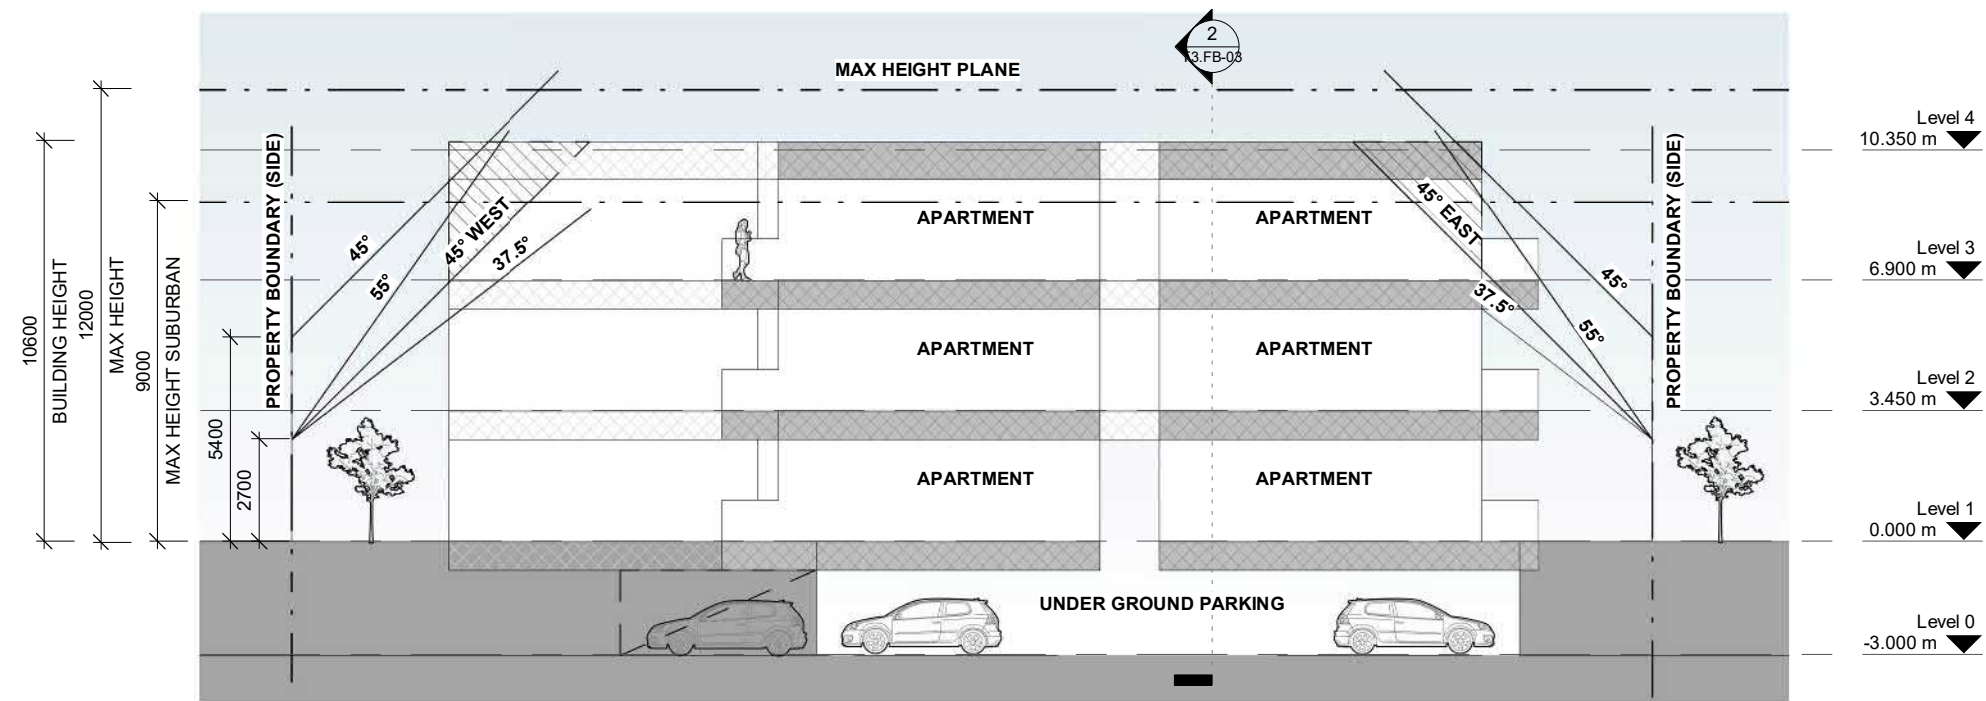 2
T3.FB-03
MAX HEIGHT PLANE
Level 4
10.350 m
PROPERTY BOUNDARY (SIDE)
PROPERTY BOUNDARY (SIDE)
45° WEST
45° EAST
APARTMENT
APARTMENT
45°
37.5°
55°
Level 3
6.900 m
45°
37.5°
55°
10600
BUILDING HEIGHT
12000
MAX HEIGHT
9000
MAX HEIGHT SUBURBAN
5400
2700
APARTMENT
APARTMENT
Level 2
3.450 m
APARTMENT
APARTMENT
Level 1
0.000 m
UNDER GROUND PARKING
Level 0
-3.000 m